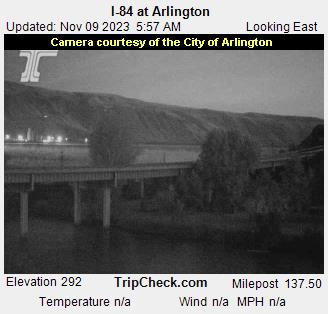 I-84 at Arlington
Updated: Nov 09 2023 5:57 AM Looking East
Camera courtesy of the City of Arlington
Elevation 292 TripCheck.com Milepost 137.50
Temperature n/a Wind n/a MPH n/a